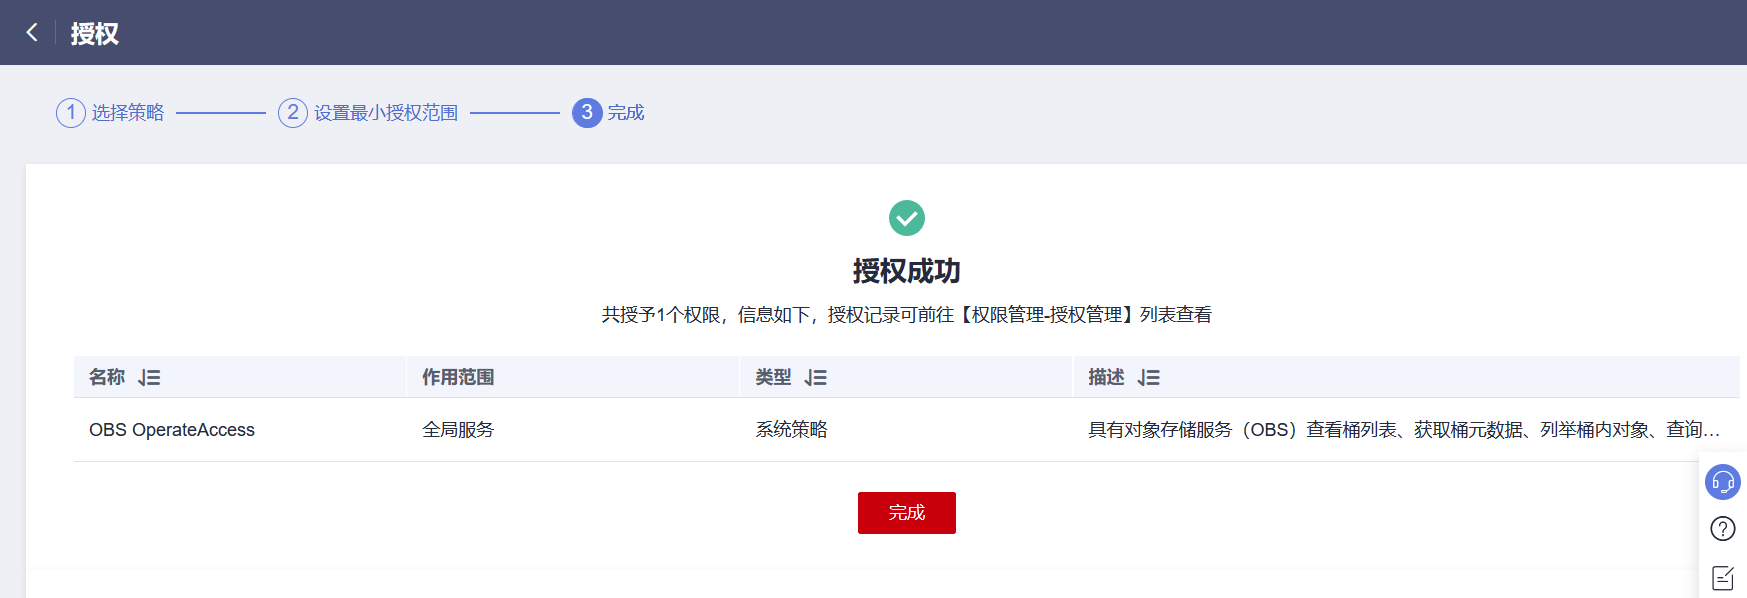 授权
1 选择策略 2 设置最小授权范围 3 完成
授权成功
共授予1个权限，信息如下，授权记录可前往【权限管理-授权管理】列表查看
名称 作用范围 类型 描述
OBS OperateAccess 全局服务 系统策略 具有对象存储服务（OBS）查看桶列表、获取桶元数据、列举桶内对象、查询...
完成